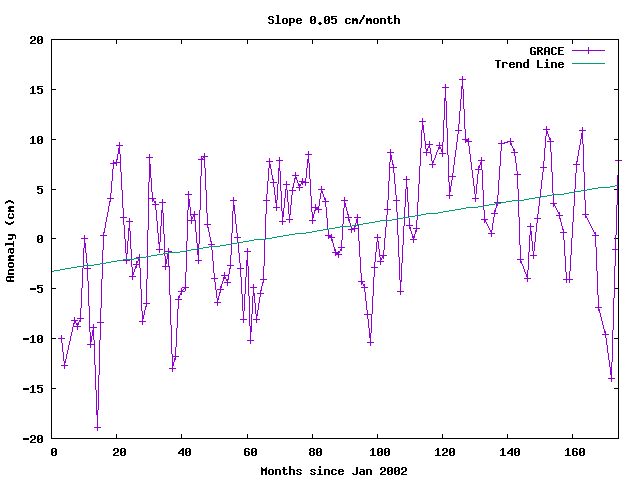 Slope 0.05 cm/month
GRACE
Trend Line
20
15
10
5
0
-5
-10
-15
-20
Anomaly (cm)
0 20 40 60 80 100 120 140 160
Months since Jan 2002